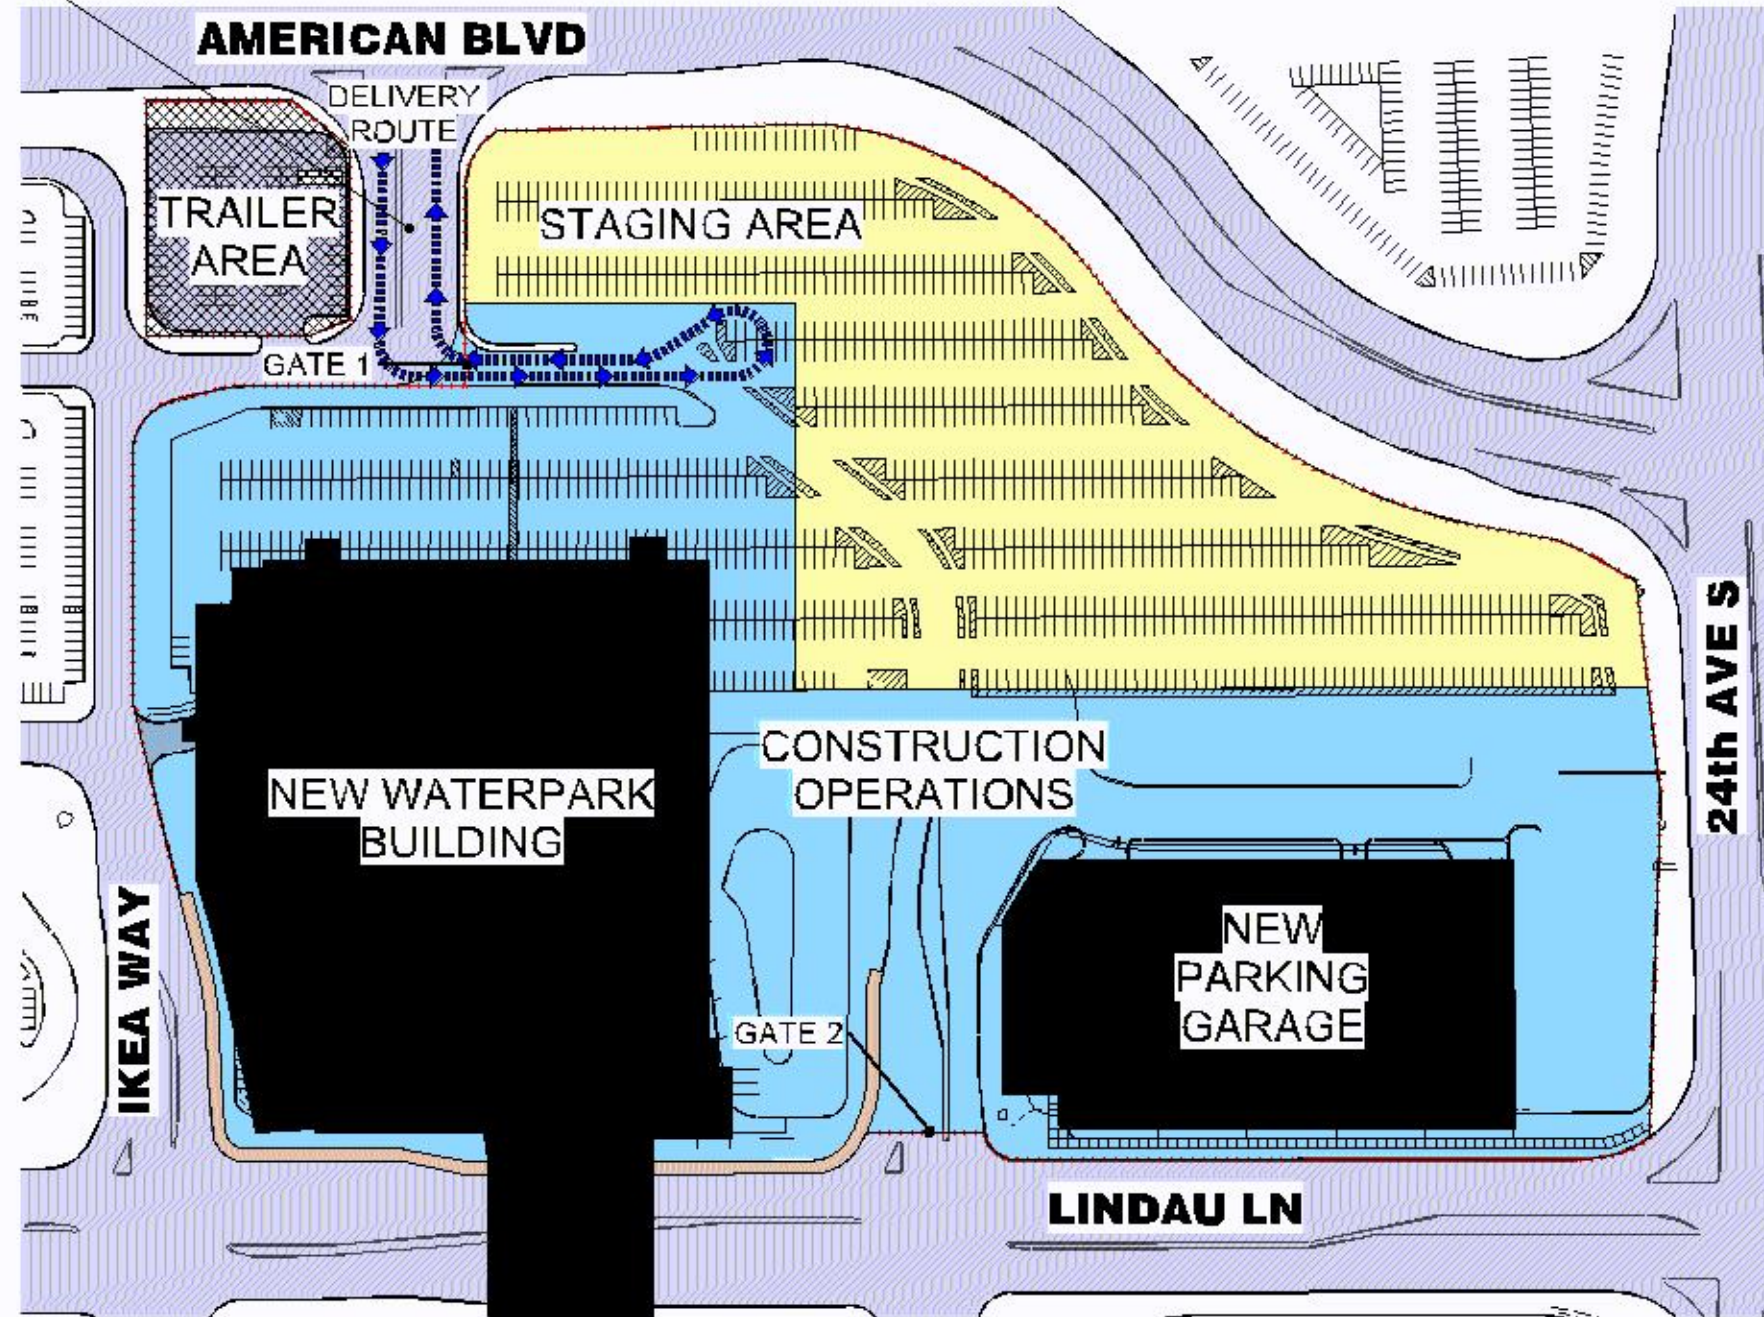 AMERICAN BLVD
DELIVERY
ROUTE
TRAILER
AREA
STAGING AREA
GATE 1
24th AVE S
CONSTRUCTION
OPERATIONS
NEW WATERPARK
BUILDING
IKEA WAY
NEW
PARKING
GARAGE
GATE 2
LINDAU LN